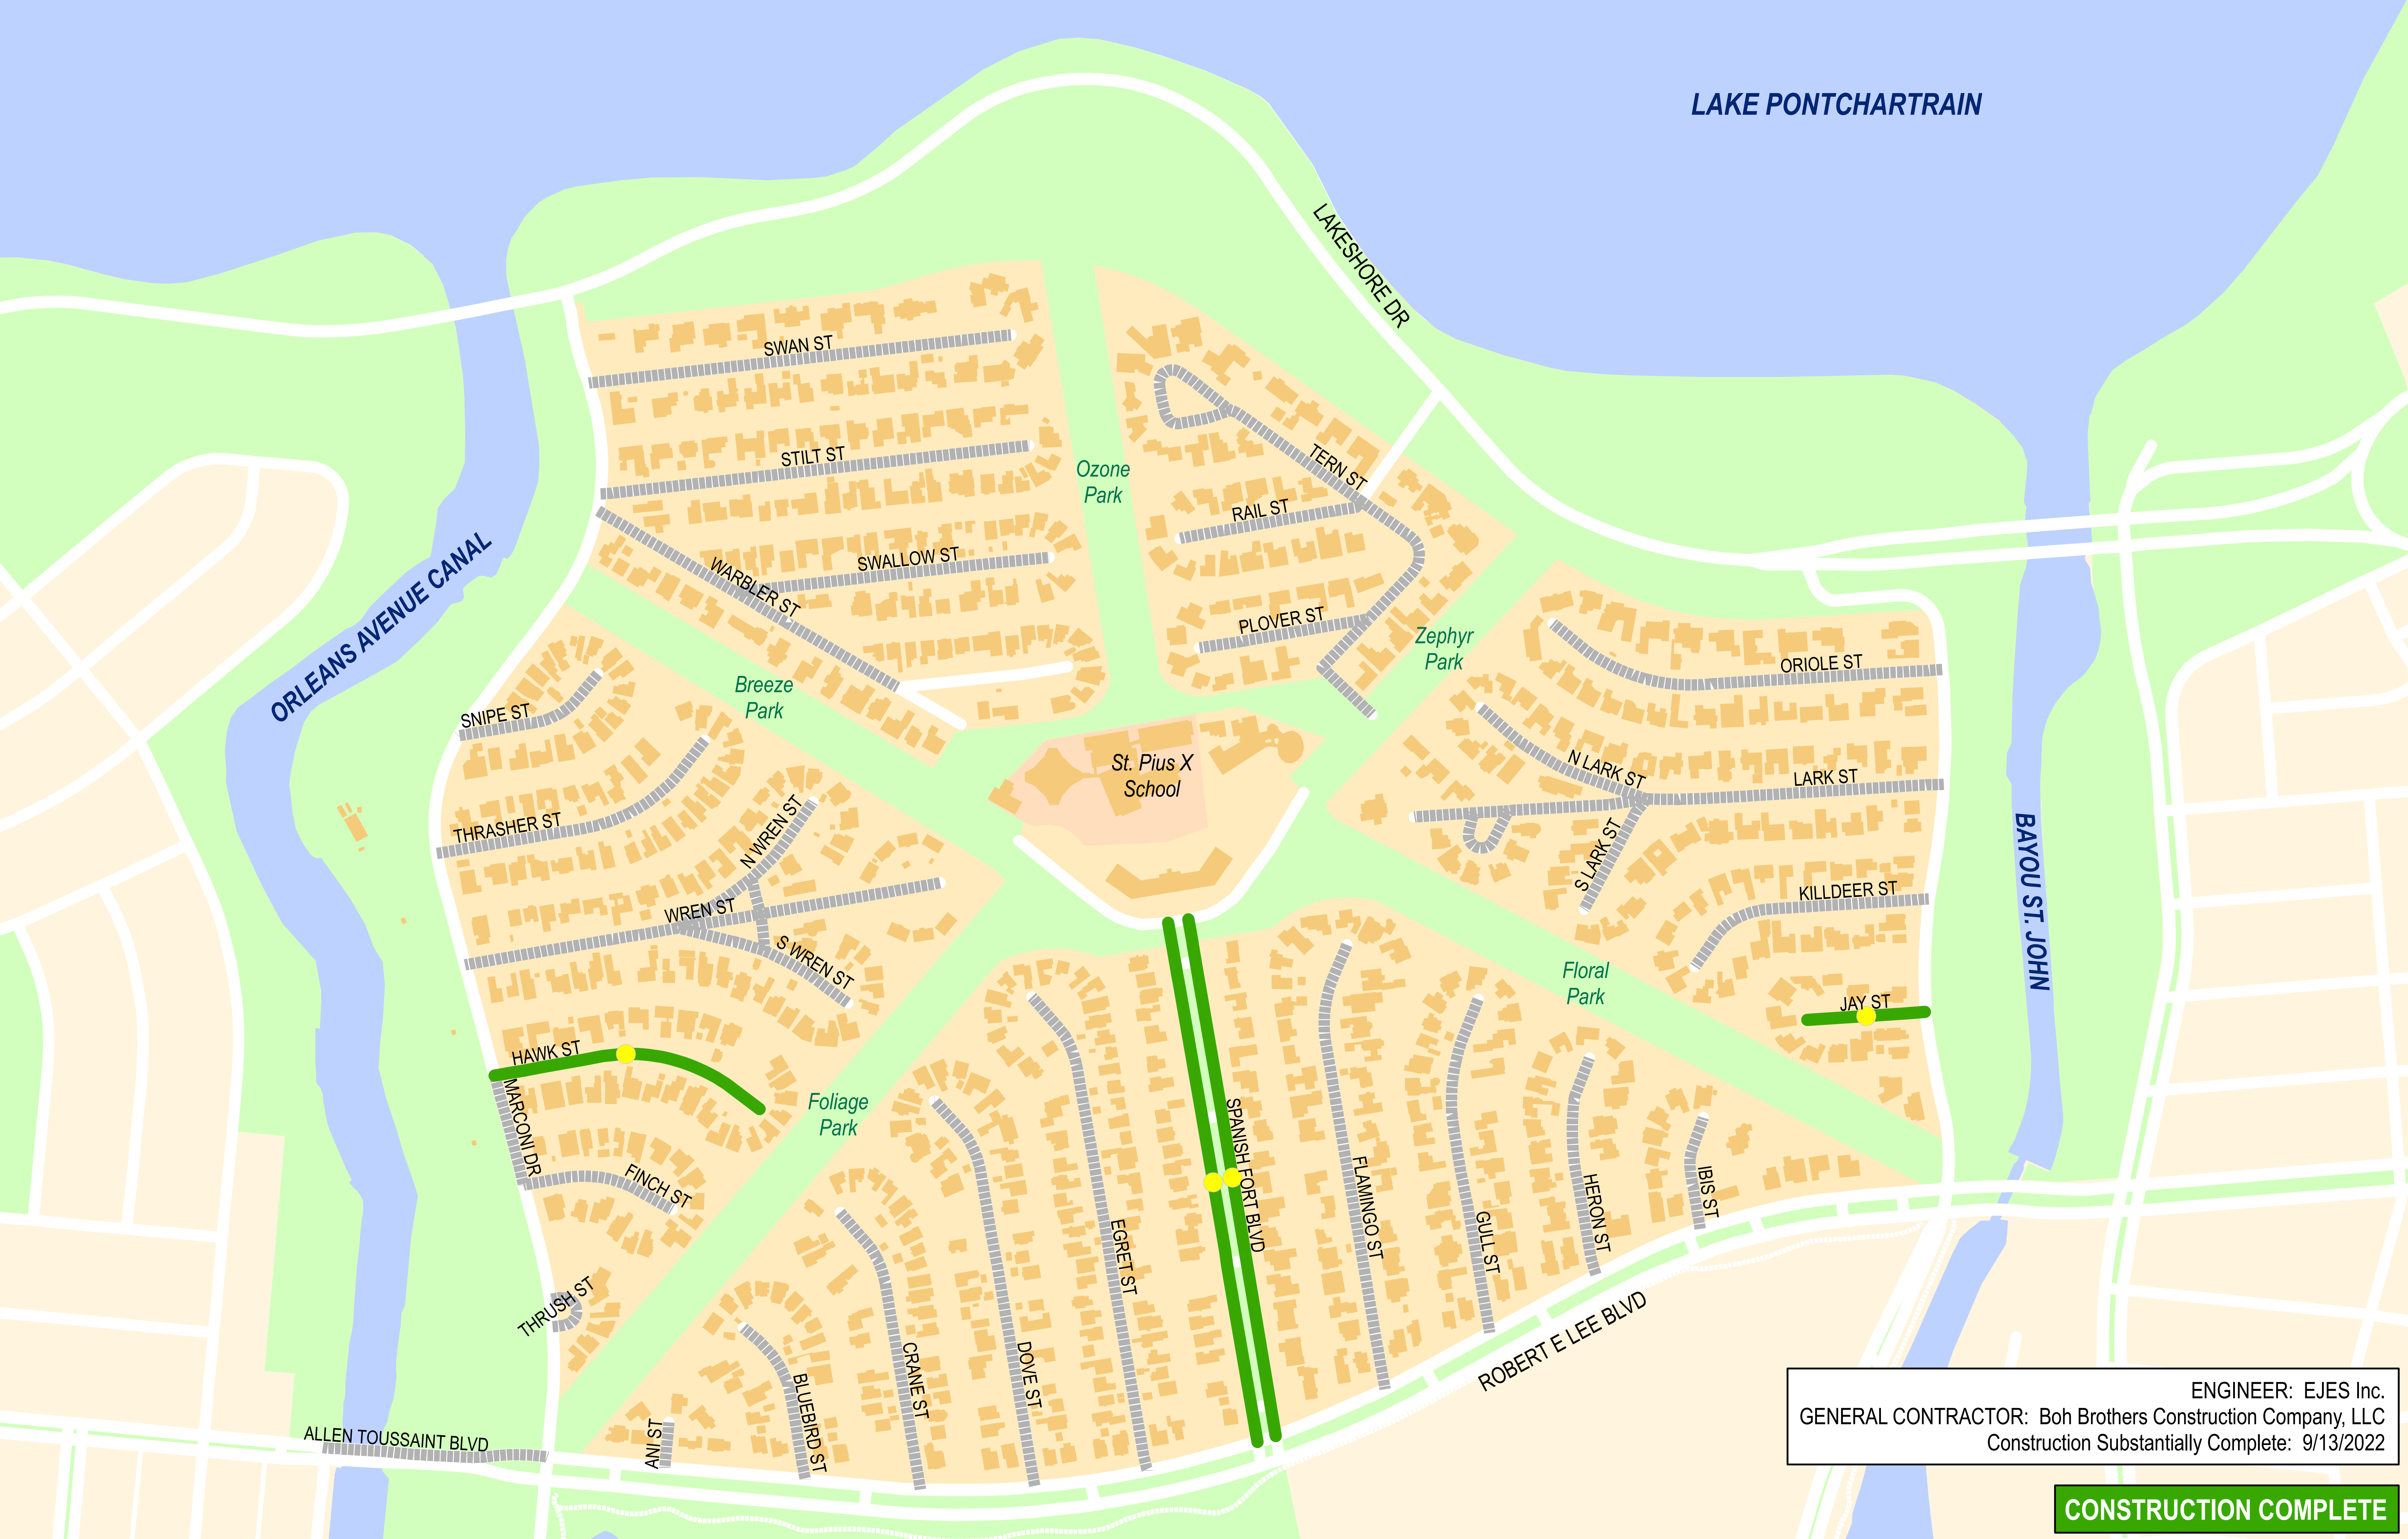 LAKE PONTCHARTRAIN
LAKESHORE DR
SWAN ST
STILT ST
Ozone
Park
TERN ST
RAIL ST
SWALLOW ST
WARBLER ST
PLOVER ST
Zephyr
Park
ORLEANS AVENUE CANAL
Breeze
Park
ORIOLE ST
SNIPE ST
St. Pius X
School
N LARK ST
LARK ST
THRASHER ST
N WREN ST
S LARK ST
BAYOU ST. JOHN
KILLDEER ST
WREN ST
S WREN ST
Floral
Park
JAY ST
HAWK ST
MARCONI DR
Foliage
Park
FINCH ST
SPANISH FORT BLVD
FLAMINGO ST
EGRET ST
GULL ST
HERON ST
IBIS ST
THRUSH ST
ROBERT E LEE BLVD
DOVE ST
CRANE ST
BLUEBIRD ST
ANI ST
ALLEN TOUSSAINT BLVD
ENGINEER: EJES Inc.
GENERAL CONTRACTOR: Boh Brothers Construction Company, LLC
Construction Substantially Complete: 9/13/2022
CONSTRUCTION COMPLETE